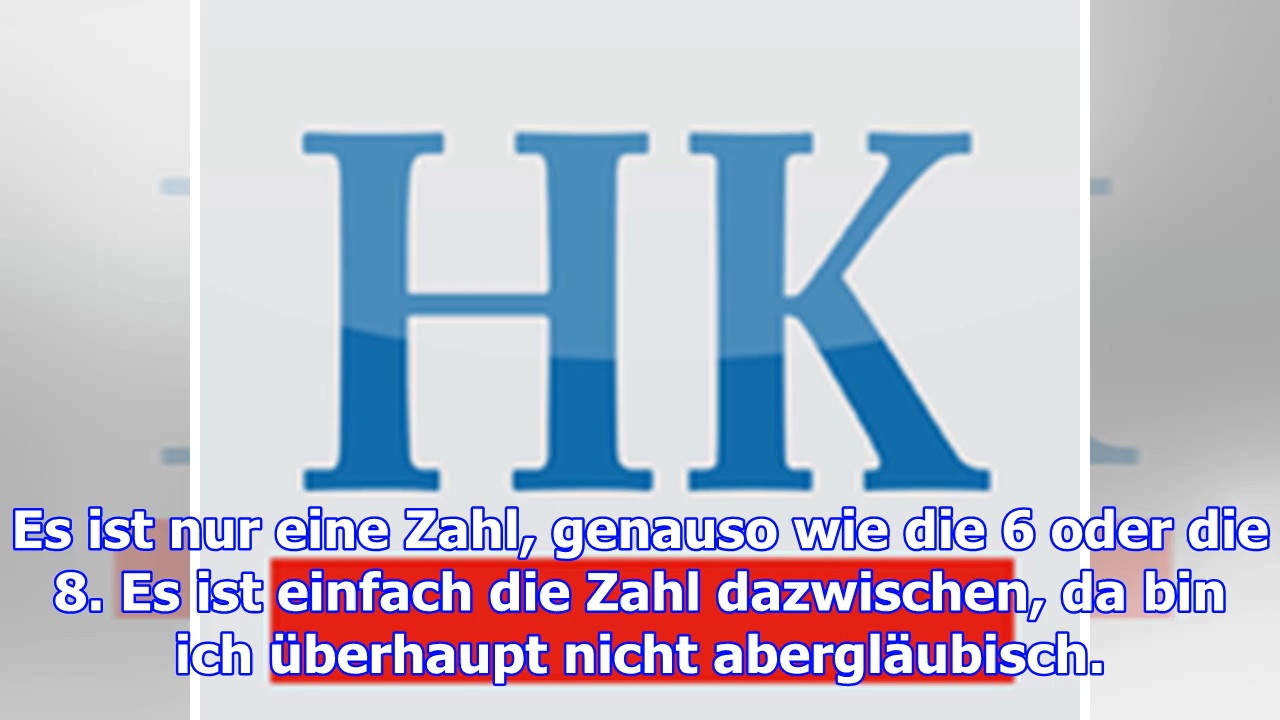 HK
Es ist nur eine Zahl, genauso wie die 6 oder die
8. Es ist einfach die Zahl dazwischen, da bin
ich überhaupt nicht abergläubisch.